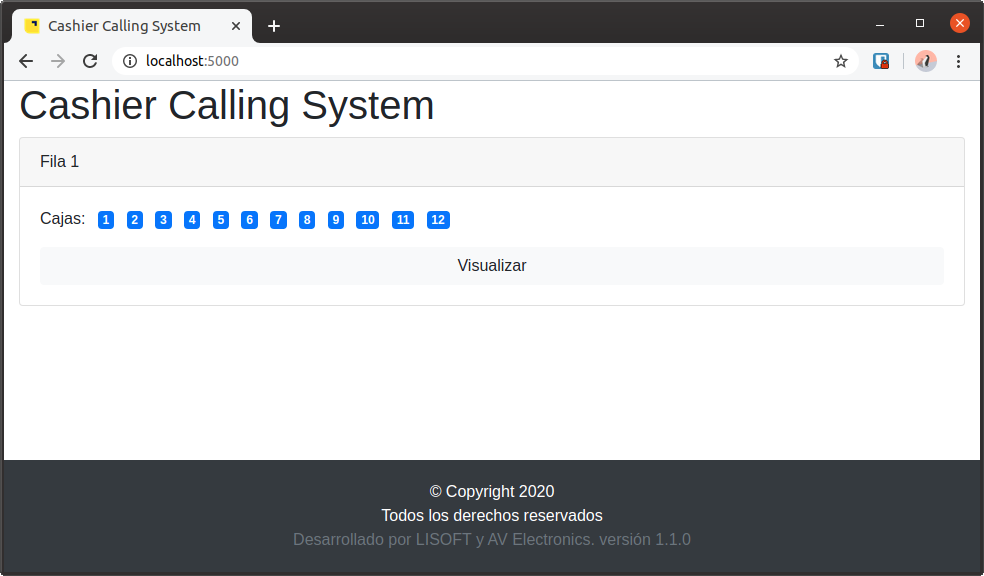 Cashier Calling System
localhost:5000
Cashier Calling System
Fila 1
Cajas: 1 2 3 4 5 6 7 8 9 10 11 12
Visualizar
© Copyright 2020
Todos los derechos reservados
Desarrollado por LISOFT y AV Electronics. versión 1.1.0